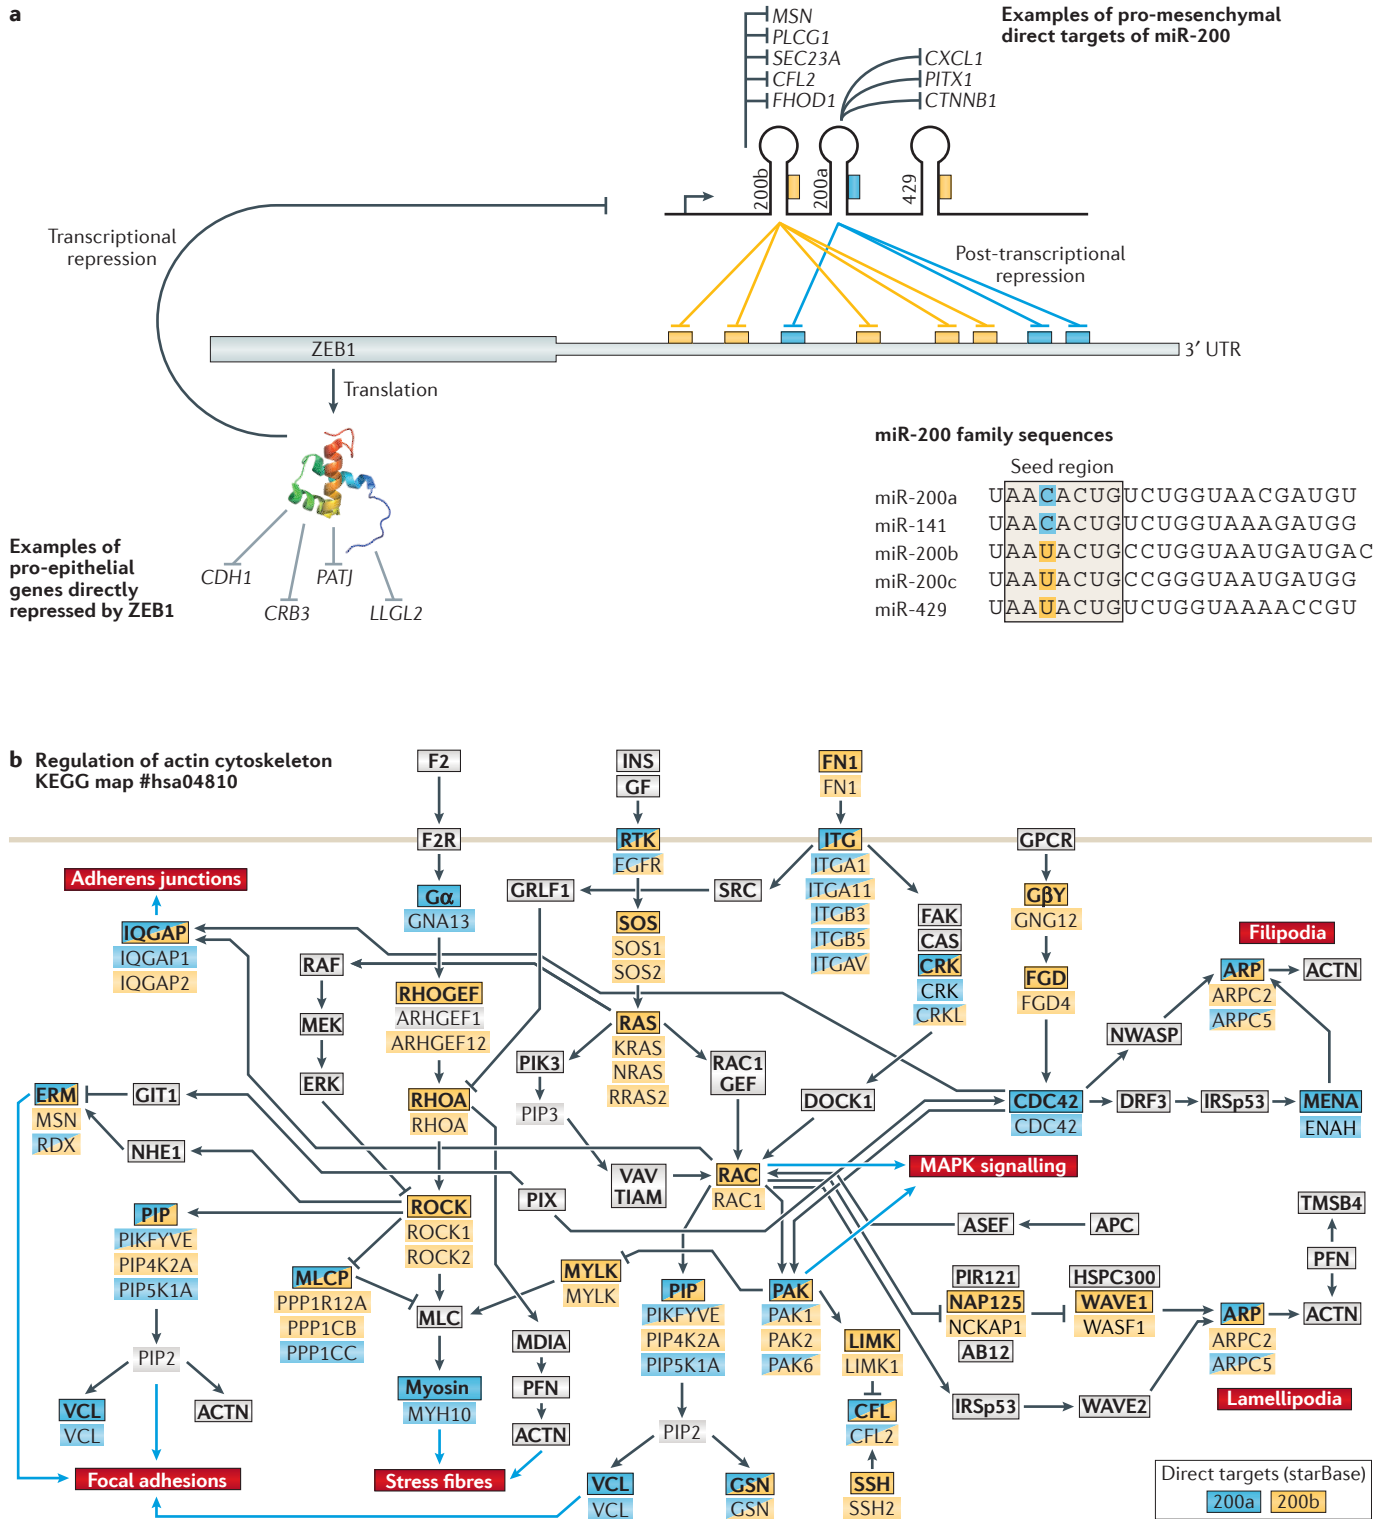 a
MSN
PLCG1
SEC23A
CFL2
FHOD1
CXCL1
PITX1
CTNNB1
Examples of pro-mesenchymal
direct targets of miR-200
200b
200a
429
Transcriptional
repression
Post-transcriptional
repression
ZEB1
3′ UTR
Translation
Examples of
pro-epithelial
genes directly
repressed by ZEB1
CDH1
CRB3
PATJ
LLGL2
miR-200 family sequences
Seed region
miR-200a UAACACUGUCUGGUAACGAUGU
miR-141 UAACACUGUCUGGUAAAGAUGG
miR-200b UAAUACUGCCUGGUAAUGAUGAC
miR-200c UAAUACUGCCGGGUAAUGAUGG
miR-429 UAAUACUGUCUGGUAAAACCGU
b Regulation of actin cytoskeleton
KEGG map #hsa04810
F2
INS
GF
FN1
FN1
F2R
RTK
EGFR
ITG
ITGA1
ITGA11
ITGB3
ITGB5
ITGAV
GPCR
Adherens junctions
Gα
GNA13
GRLF1
SRC
GβY
GNG12
IQGAP
IQGAP1
IQGAP2
SOS
SOS1
SOS2
FAK
CAS
CRK
CRK
CRKL
Filipodia
RAF
FGD
FGD4
ARP
ARPC2
ARPC5
ACTN
RHOGEF
ARHGEF1
ARHGEF12
MEK
RAS
KRAS
NRAS
RRAS2
NWASP
PIK3
RAC1
GEF
ERK
ERM
MSN
RDX
GIT1
RHOA
RHOA
PIP3
DOCK1
CDC42
CDC42
DRF3
IRSp53
MENA
ENAH
NHE1
VAV
TIAM
RAC
RAC1
MAPK signalling
PIX
ROCK
ROCK1
ROCK2
PIP
PIKFYVE
PIP4K2A
PIP5K1A
ASEF
APC
TMSB4
PFN
ACTN
MLCP
PPP1R12A
PPP1CB
PPP1CC
MLC
MYLK
MYLK
PIP
PIKFYVE
PIP4K2A
PIP5K1A
PAK
PAK1
PAK2
PAK6
PIR121
NAP125
NCKAP1
AB12
HSPC300
WAVE1
WASF1
ARP
ARPC2
ARPC5
MDIA
PFN
ACTN
LIMK
LIMK1
PIP2
Myosin
MYH10
VCL
VCL
ACTN
CFL
CFL2
IRSp53
WAVE2
Lamellipodia
PIP2
Focal adhesions
Stress fibres
VCL
VCL
GSN
GSN
SSH
SSH2
Direct targets (starBase)
200a
200b